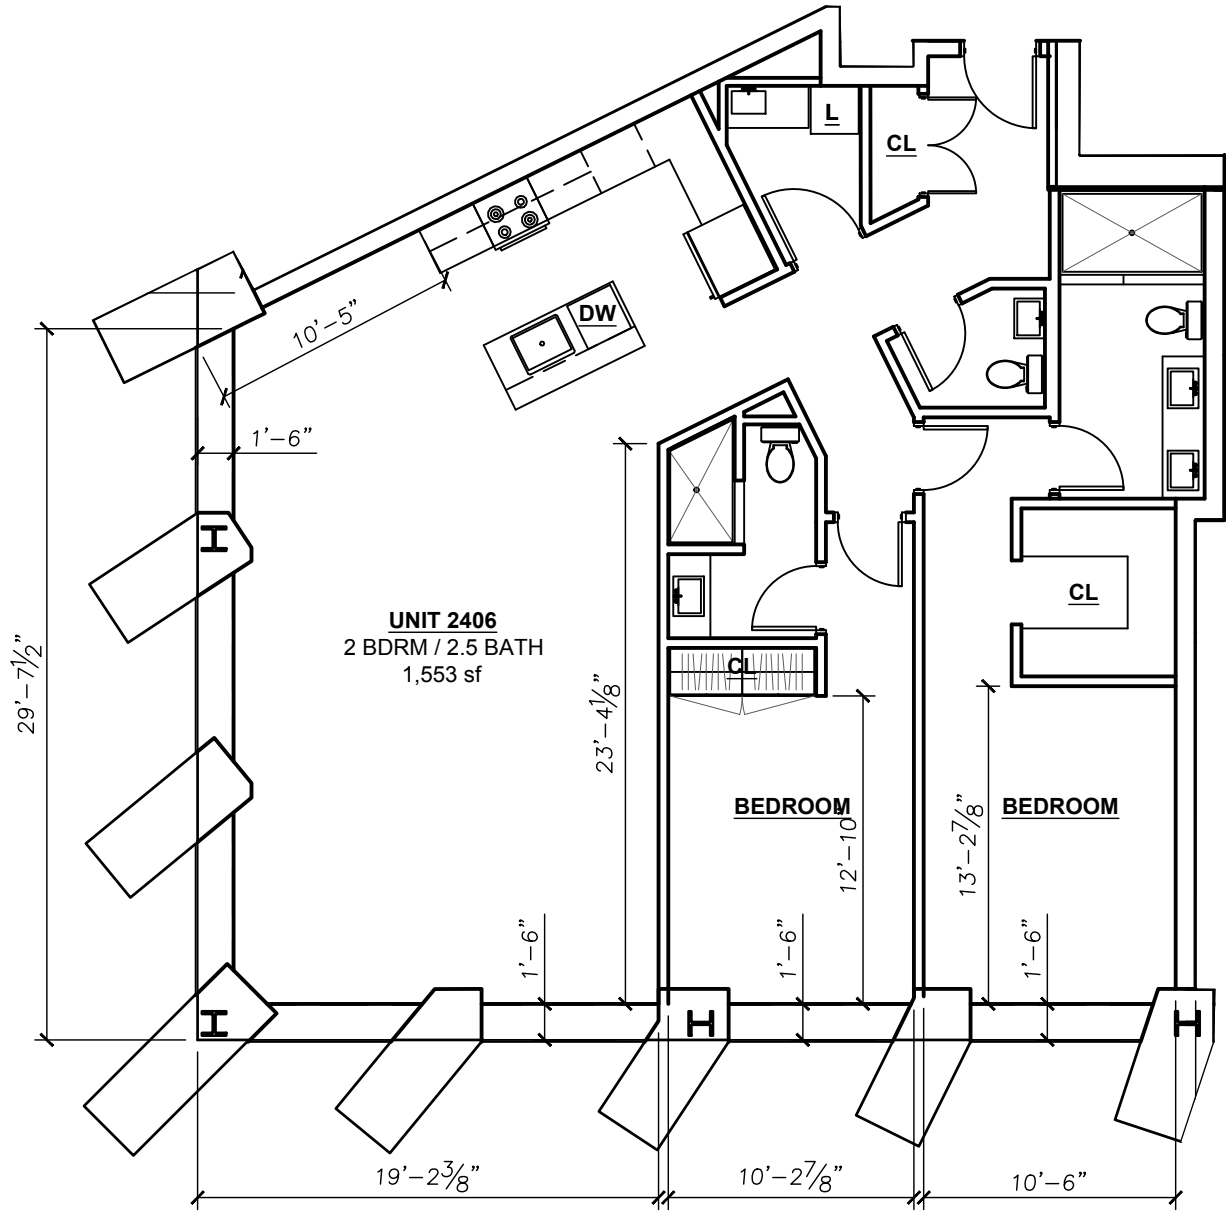 L
CL
DW
10'-5"
1'-6"
CL
UNIT 2406
2 BDRM / 2.5 BATH
1,553 sf
29'-7½"
23'-4⅛"
CL
BEDROOM
BEDROOM
12'-10"
13'-2⅞"
1'-6"
1'-6"
1'-6"
19'-2⅜"
10'-2⅞"
10'-6"